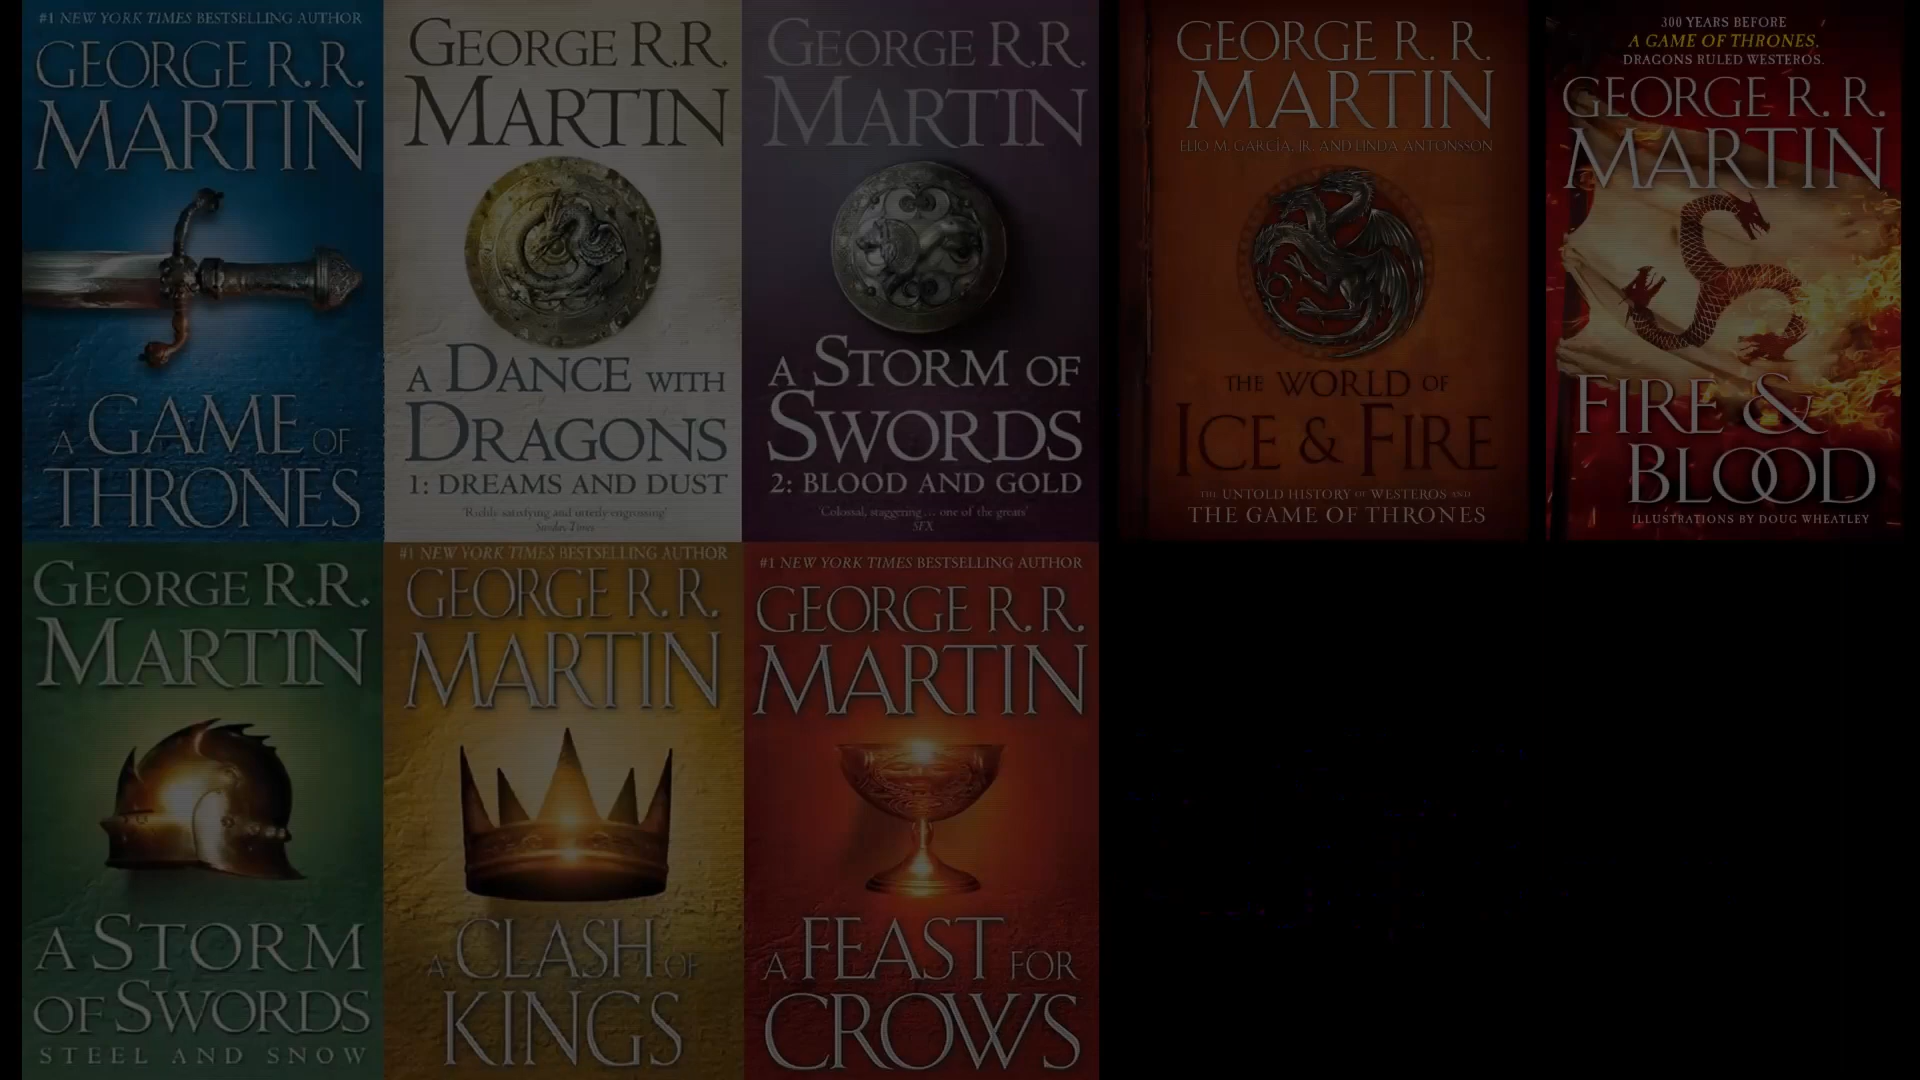 #1 NEW YORK TIMES BESTSELLING AUTHOR
GEORGE R.R.
MARTIN
A GAME OF
THRONES
GEORGE R.R.
MARTIN
A DANCE WITH
DRAGONS
1: DREAMS AND DUST
'Richly satisfying and utterly engrossing'
Sunday Times
GEORGE R.R.
MARTIN
A STORM OF
SWORDS
2: BLOOD AND GOLD
'Colossal, staggering... one of the greats'
SFX
GEORGE R. R.
MARTIN
ELIO M. GARCÍA, JR. AND LINDA ANTONSSON
THE WORLD OF
ICE & FIRE
THE UNTOLD HISTORY OF WESTEROS AND
THE GAME OF THRONES
300 YEARS BEFORE
A GAME OF THRONES,
DRAGONS RULED WESTEROS.
GEORGE R. R.
MARTIN
FIRE &
BLOOD
ILLUSTRATIONS BY DOUG WHEATLEY
GEORGE R.R.
MARTIN
A STORM
OF SWORDS
STEEL AND SNOW
#1 NEW YORK TIMES BESTSELLING AUTHOR
GEORGE R. R.
MARTIN
A CLASH OF
KINGS
#1 NEW YORK TIMES BESTSELLING AUTHOR
GEORGE R. R.
MARTIN
A FEAST FOR
CROWS